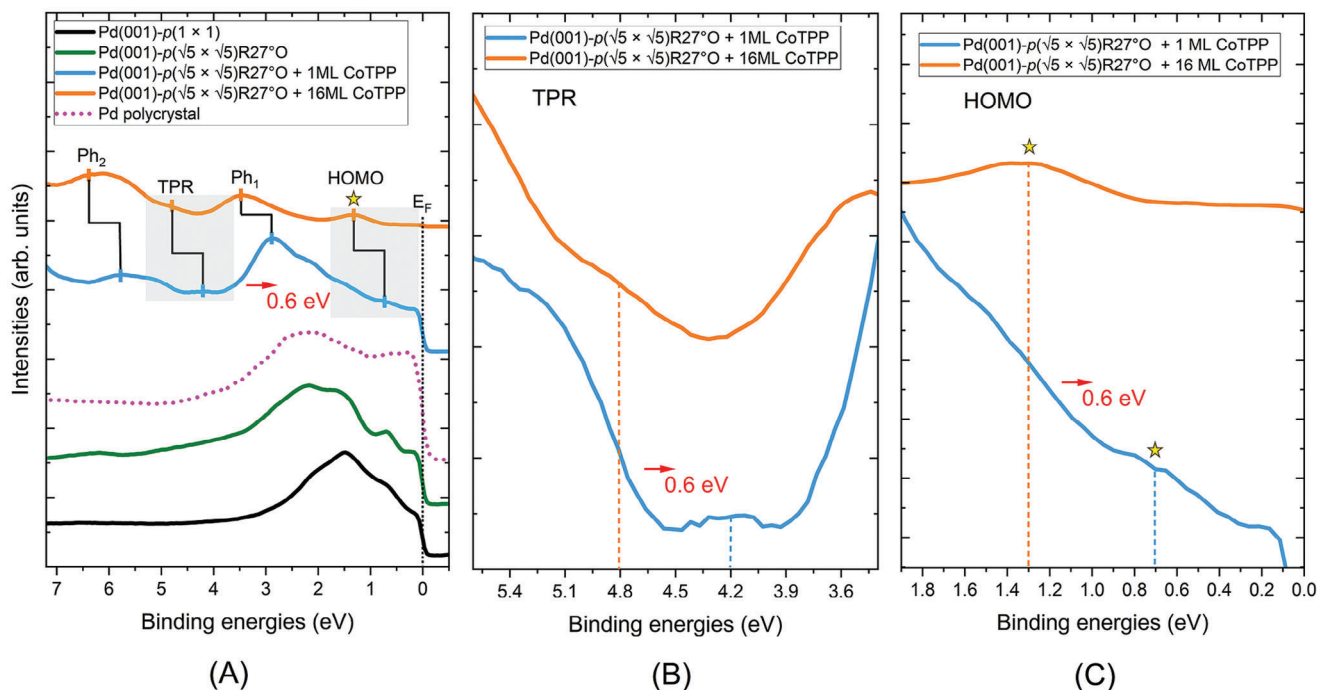 Pd(001)-p(1 × 1)
Pd(001)-p(√5 × √5)R27°O
Pd(001)-p(√5 × √5)R27°O + 1ML CoTPP
Pd(001)-p(√5 × √5)R27°O + 16ML CoTPP
Pd polycrystal
Ph2
TPR
Ph1
HOMO
EF
0.6 eV
Intensities (arb. units)
7 6 5 4 3 2 1 0
Binding energies (eV)
(A)
Pd(001)-p(√5 × √5)R27°O + 1ML CoTPP
Pd(001)-p(√5 × √5)R27°O + 16ML CoTPP
TPR
0.6 eV
5.4 4.8 4.5 4.2 3.9 3.6
Binding energies (eV)
(B)
Pd(001)-p(√5 × √5)R27°O + 1 ML CoTPP
Pd(001)-p(√5 × √5)R27°O + 16 ML CoTPP
HOMO
0.6 eV
1.8 1.6 1.4 1.2 1.0 0.8 0.6 0.4 0.2 0.0
Binding energies (eV)
(C)